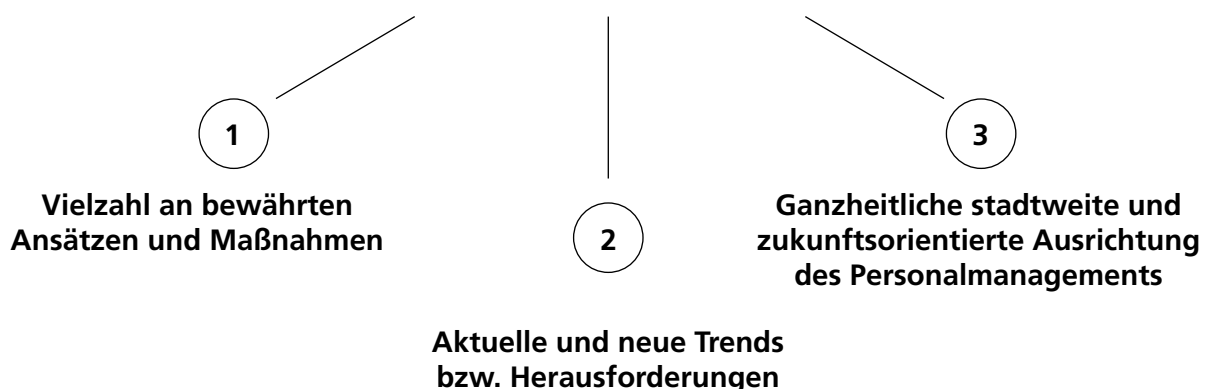 1
Vielzahl an bewährten
Ansätzen und Maßnahmen
2
Aktuelle und neue Trends
bzw. Herausforderungen
3
Ganzheitliche stadtweite und
zukunftsorientierte Ausrichtung
des Personalmanagements